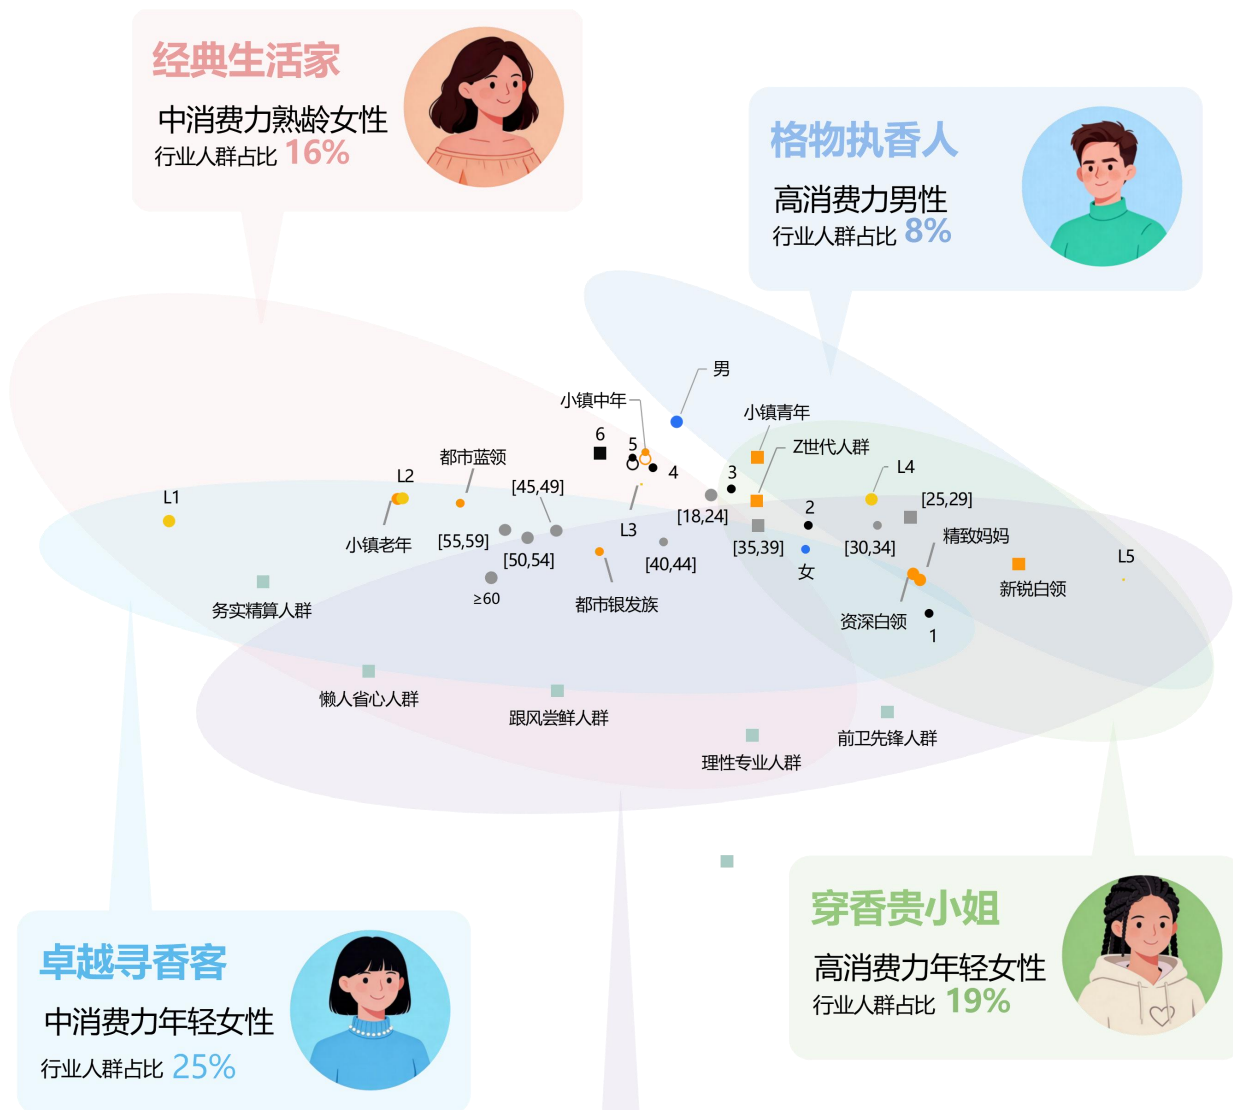 经典生活家
中消费力熟龄女性
行业人群占比 16%
格物执香人
高消费力男性
行业人群占比 8%
男
小镇中年
小镇青年
6
5
Z世代人群
4
3
L4
都市蓝领
L2
[45,49]
L1
[25,29]
2
[18,24]
L3
小镇老年
[55,59]
[35,39]
[30,34]
精致妈妈
[50,54]
[40,44]
L5
女
≥60
都市银发族
新锐白领
务实精算人群
资深白领
1
懒人省心人群
跟风尝鲜人群
前卫先锋人群
理性专业人群
穿香贵小姐
高消费力年轻女性
行业人群占比 19%
卓越寻香客
中消费力年轻女性
行业人群占比 25%